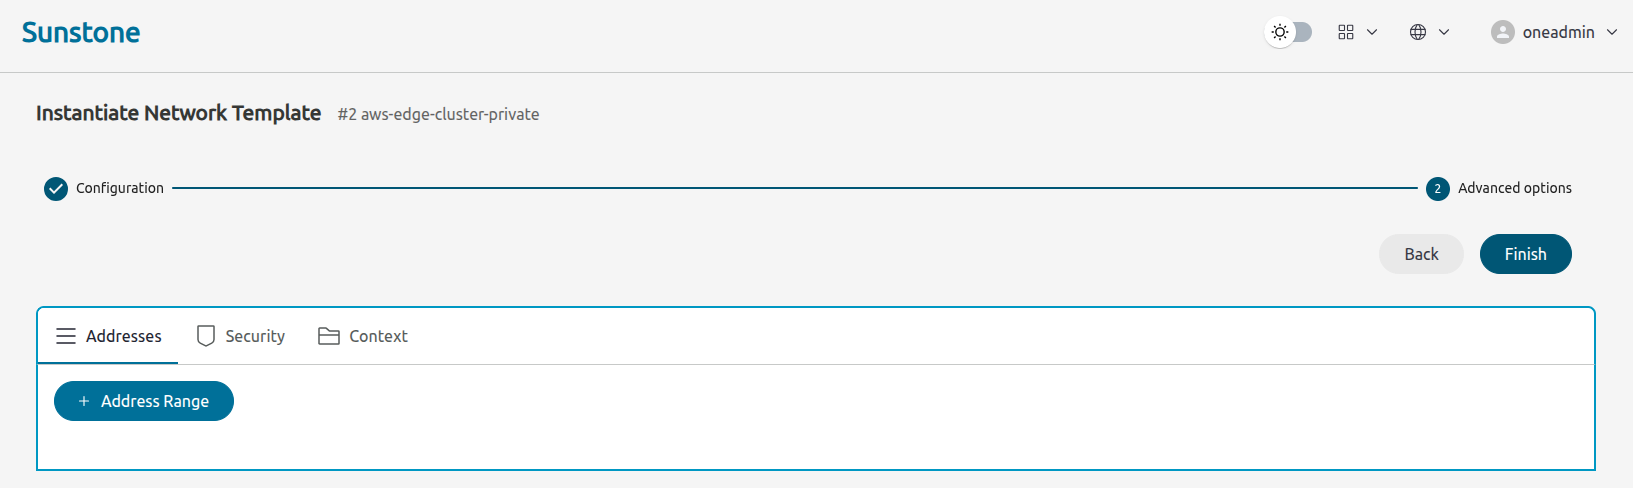 Sunstone
oneadmin
Instantiate Network Template #2 aws-edge-cluster-private
Configuration
2 Advanced options
Back Finish
Addresses Security Context
+ Address Range